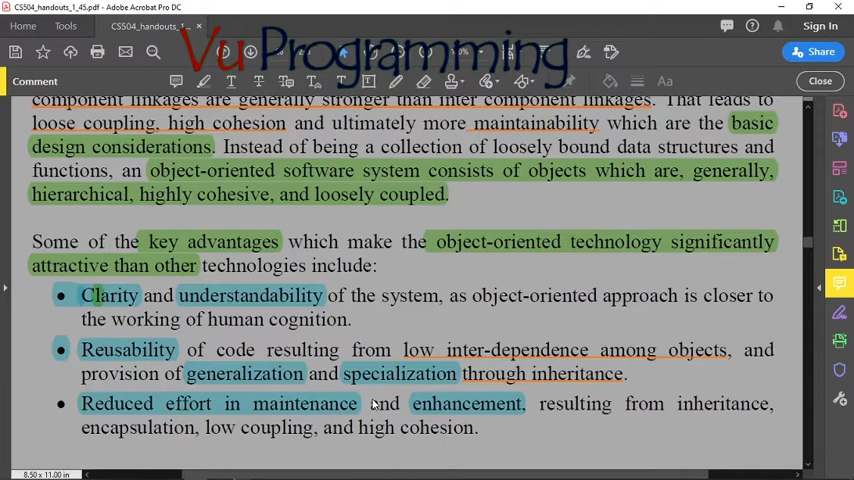 CS504_handouts_1_45.pdf - Adobe Acrobat Pro DC
Home
Tools
CS504_handouts_1_...
×
Sign In
Vu Programming
Share
Comment
Aa
Close
component linkages are generally stronger than inter component linkages. That leads to
loose coupling, high cohesion and ultimately more maintainability which are the basic
design considerations. Instead of being a collection of loosely bound data structures and
functions, an object-oriented software system consists of objects which are, generally,
hierarchical, highly cohesive, and loosely coupled.
Some of the key advantages which make the object-oriented technology significantly
attractive than other technologies include:
• Clarity and understandability of the system, as object-oriented approach is closer to
the working of human cognition.
• Reusability of code resulting from low inter-dependence among objects, and
provision of generalization and specialization through inheritance.
• Reduced effort in maintenance and enhancement, resulting from inheritance,
encapsulation, low coupling, and high cohesion.
8.50 x 11.00 in